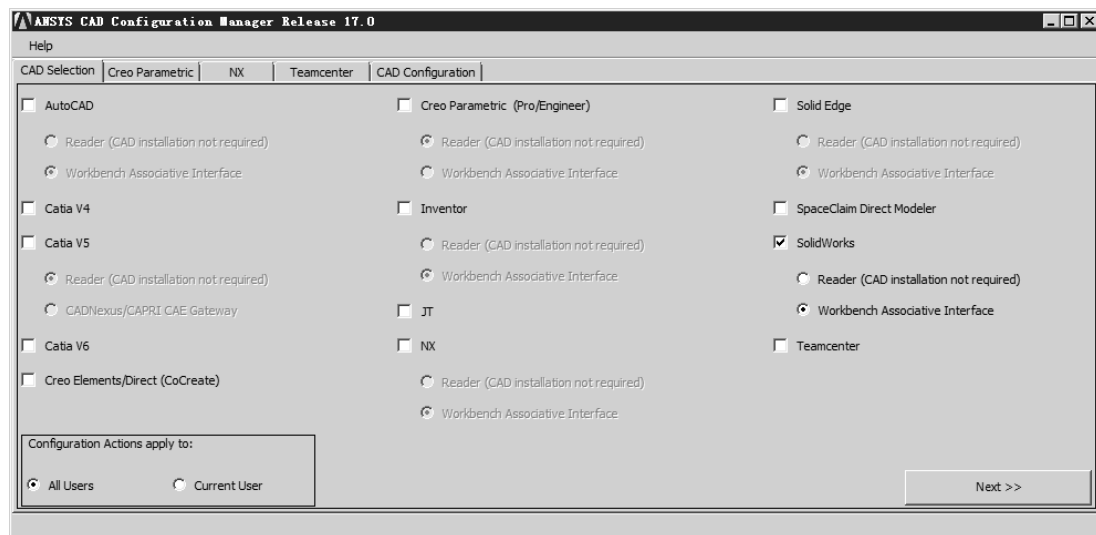 ANSYS CAD Configuration Manager Release 17.0
Help
CAD Selection Creo Parametric NX Teamcenter CAD Configuration
AutoCAD
Reader (CAD installation not required)
Workbench Associative Interface
Catia V4
Catia V5
Reader (CAD installation not required)
CADNexus/CAPRI CAE Gateway
Catia V6
Creo Elements/Direct (CoCreate)
Creo Parametric (Pro/Engineer)
Reader (CAD installation not required)
Workbench Associative Interface
Inventor
Reader (CAD installation not required)
Workbench Associative Interface
JT
NX
Reader (CAD installation not required)
Workbench Associative Interface
Solid Edge
Reader (CAD installation not required)
Workbench Associative Interface
SpaceClaim Direct Modeler
SolidWorks
Reader (CAD installation not required)
Workbench Associative Interface
Teamcenter
Configuration Actions apply to:
All Users Current User
Next >>